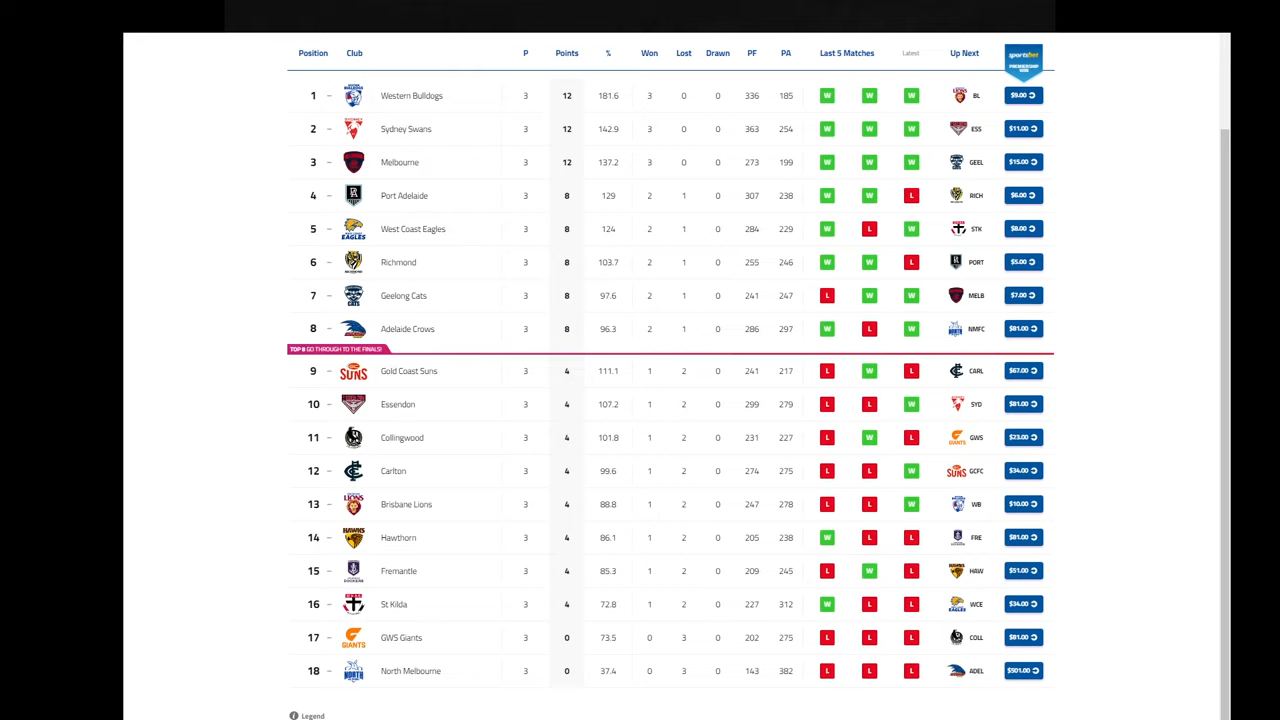 Position Club P Points % Won Lost Drawn PF PA Last 5 Matches Latest Up Next sportsbet PREMIERSHIP WIN
1 – Western Bulldogs 3 12 181.6 3 0 0 336 185 W W W BL $9.00
2 – Sydney Swans 3 12 142.9 3 0 0 363 254 W W W ESS $11.00
3 – Melbourne 3 12 137.2 3 0 0 273 199 W W W GEEL $15.00
4 – Port Adelaide 3 8 129 2 1 0 307 238 W W L RICH $6.00
5 – West Coast Eagles 3 8 124 2 1 0 284 229 W L W STK $8.00
6 – Richmond 3 8 103.7 2 1 0 255 246 W W L PORT $5.00
7 – Geelong Cats 3 8 97.6 2 1 0 241 247 L W W MELB $7.00
8 – Adelaide Crows 3 8 96.3 2 1 0 286 297 W L W NMFC $81.00
TOP 8 GO THROUGH TO THE FINALS!
9 – Gold Coast Suns 3 4 111.1 1 2 0 241 217 L W L CARL $67.00
10 – Essendon 3 4 107.2 1 2 0 299 279 L L W SYD $81.00
11 – Collingwood 3 4 101.8 1 2 0 231 227 L W L GWS $23.00
12 – Carlton 3 4 99.6 1 2 0 274 275 L L W GCFC $34.00
13 – Brisbane Lions 3 4 88.8 1 2 0 247 278 L L W WB $10.00
14 – Hawthorn 3 4 86.1 1 2 0 205 238 W L L FRE $81.00
15 – Fremantle 3 4 85.3 1 2 0 209 245 L W L HAW $51.00
16 – St Kilda 3 4 72.8 1 2 0 227 312 W L L WCE $34.00
17 – GWS Giants 3 0 73.5 0 3 0 202 275 L L L COLL $81.00
18 – North Melbourne 3 0 37.4 0 3 0 143 382 L L L ADEL $501.00
Legend